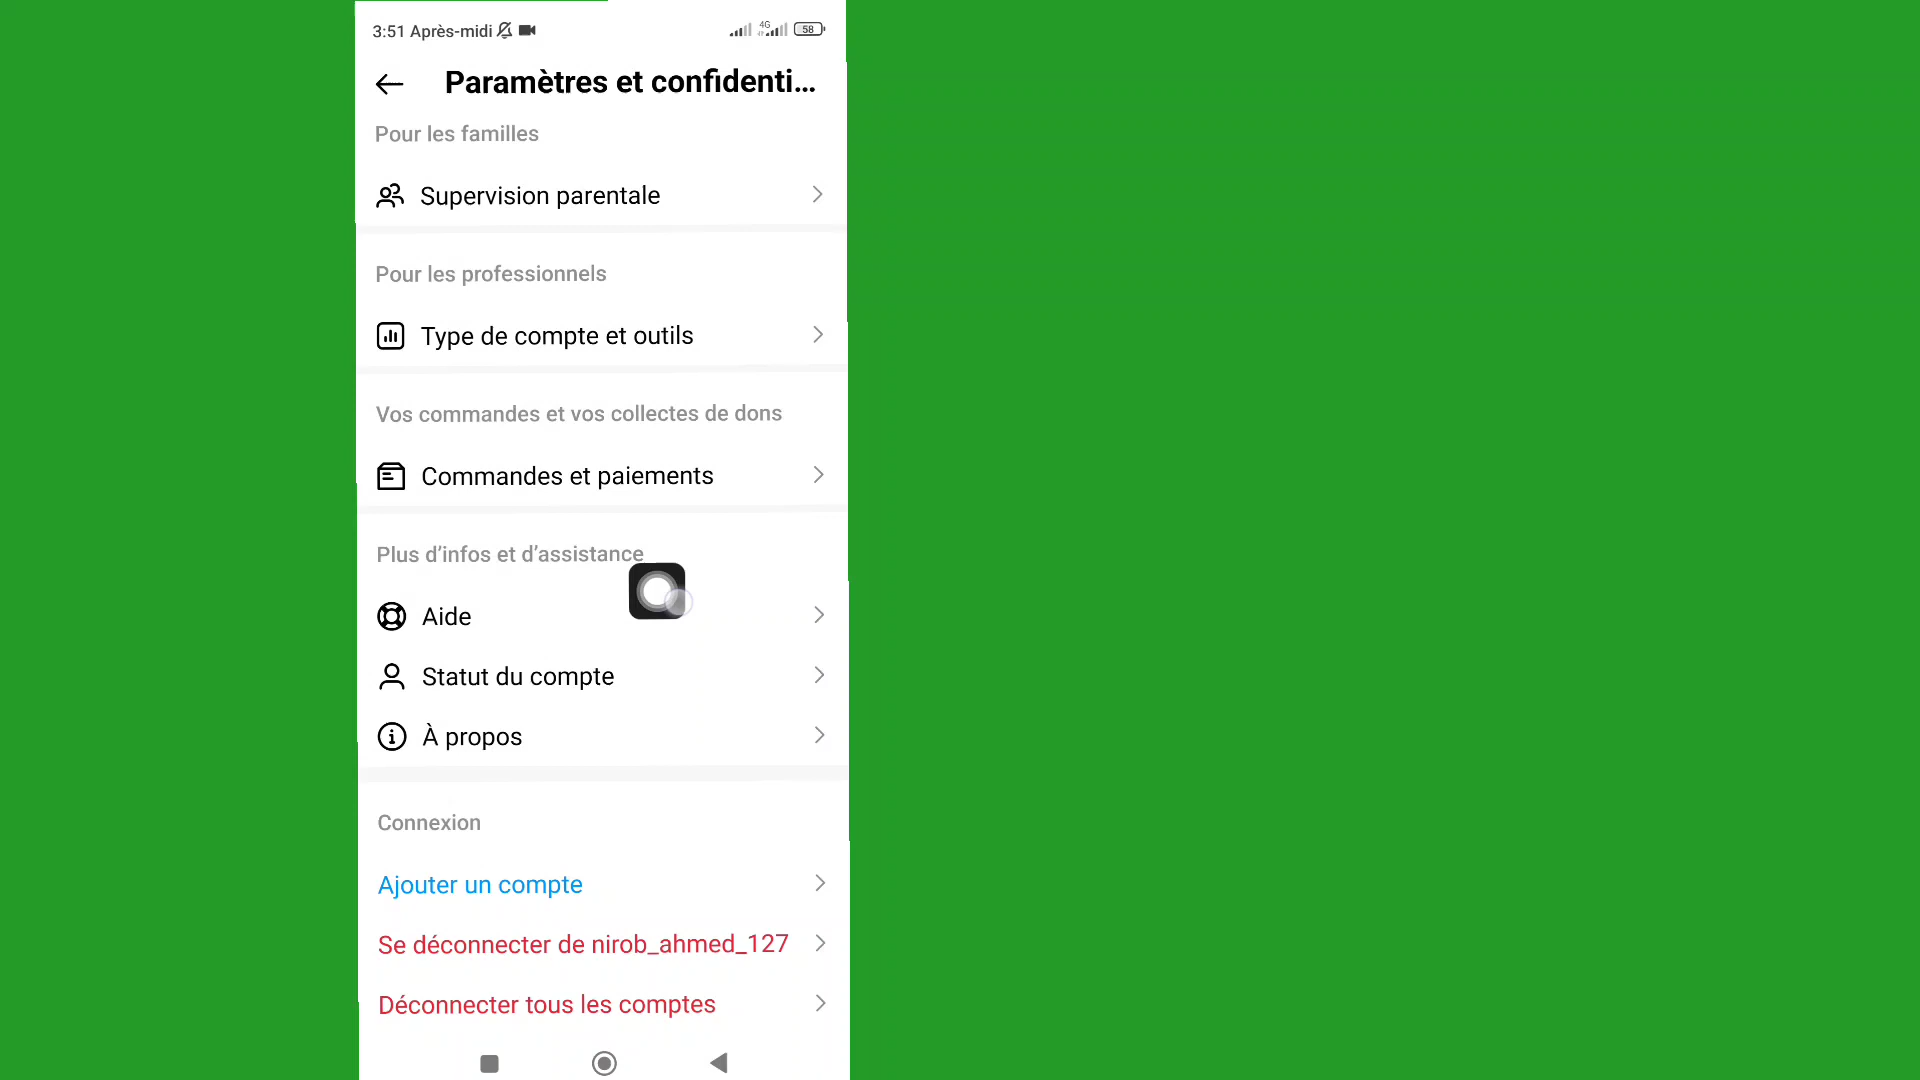 3:51 Après-midi
4G
58
Paramètres et confidenti...
Pour les familles
Supervision parentale
Pour les professionnels
Type de compte et outils
Vos commandes et vos collectes de dons
Commandes et paiements
Plus d’infos et d’assistance
Aide
Statut du compte
À propos
Connexion
Ajouter un compte
Se déconnecter de nirob_ahmed_127
Déconnecter tous les comptes